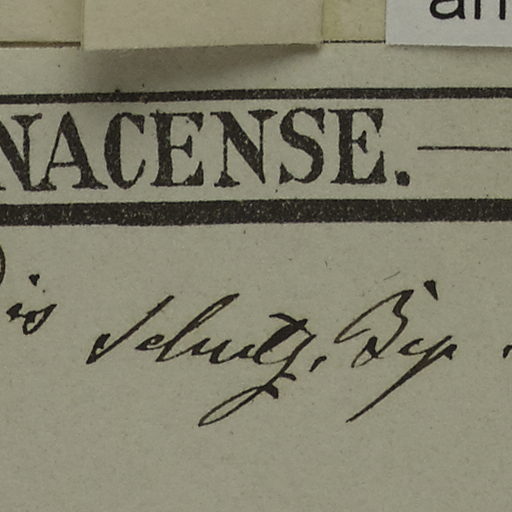 an
NACENSE.
is Schultz, Bip.